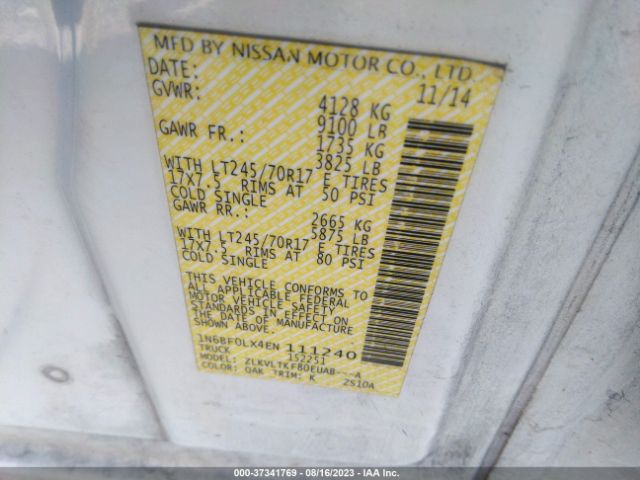 MFD BY NISSAN MOTOR CO., LTD.
DATE: 11/14
GVWR: 4128 KG
9100 LB
GAWR FR.: 1735 KG
3825 LB
WITH LT245/70R17 E TIRES
17X7.5 RIMS AT 50 PSI
COLD SINGLE
GAWR RR.: 2665 KG
5875 LB
WITH LT245/70R17 E TIRES
17X7.5 RIMS AT 80 PSI
COLD SINGLE
THIS VEHICLE CONFORMS TO
ALL APPLICABLE FEDERAL
MOTOR VEHICLE SAFETY
STANDARDS IN EFFECT ON
THE DATE OF MANUFACTURE
SHOWN ABOVE.
1N6BF0LX4EN 111240
TRUCK 152251
MODEL: ZLKVLTKF80EUAB---A
COLOR: QAK TRIM: K ZS10A
000-37341769 - 08/16/2023 - IAA Inc.